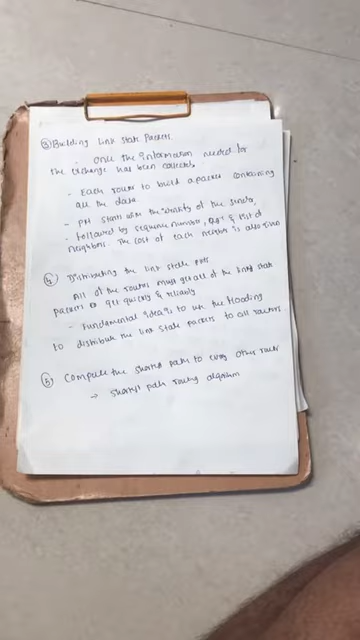 ③ Building link state packets.
- Once the information needed for
the exchange has been collected,
- Each router to build a packet containing
all the data.
- pkt starts with the identity of the sender,
- followed by sequence number, & list of
neighbors. The cost of each neighbor is also
④ Distributing the link state pkts.
All of the routers must get all of the link state
packets quickly & reliably
- Fundamental idea is to use the flooding
to distribute the link state packets to all routers.
⑤ Compute the shortest path to every other router
→ shortest path routing algorithm